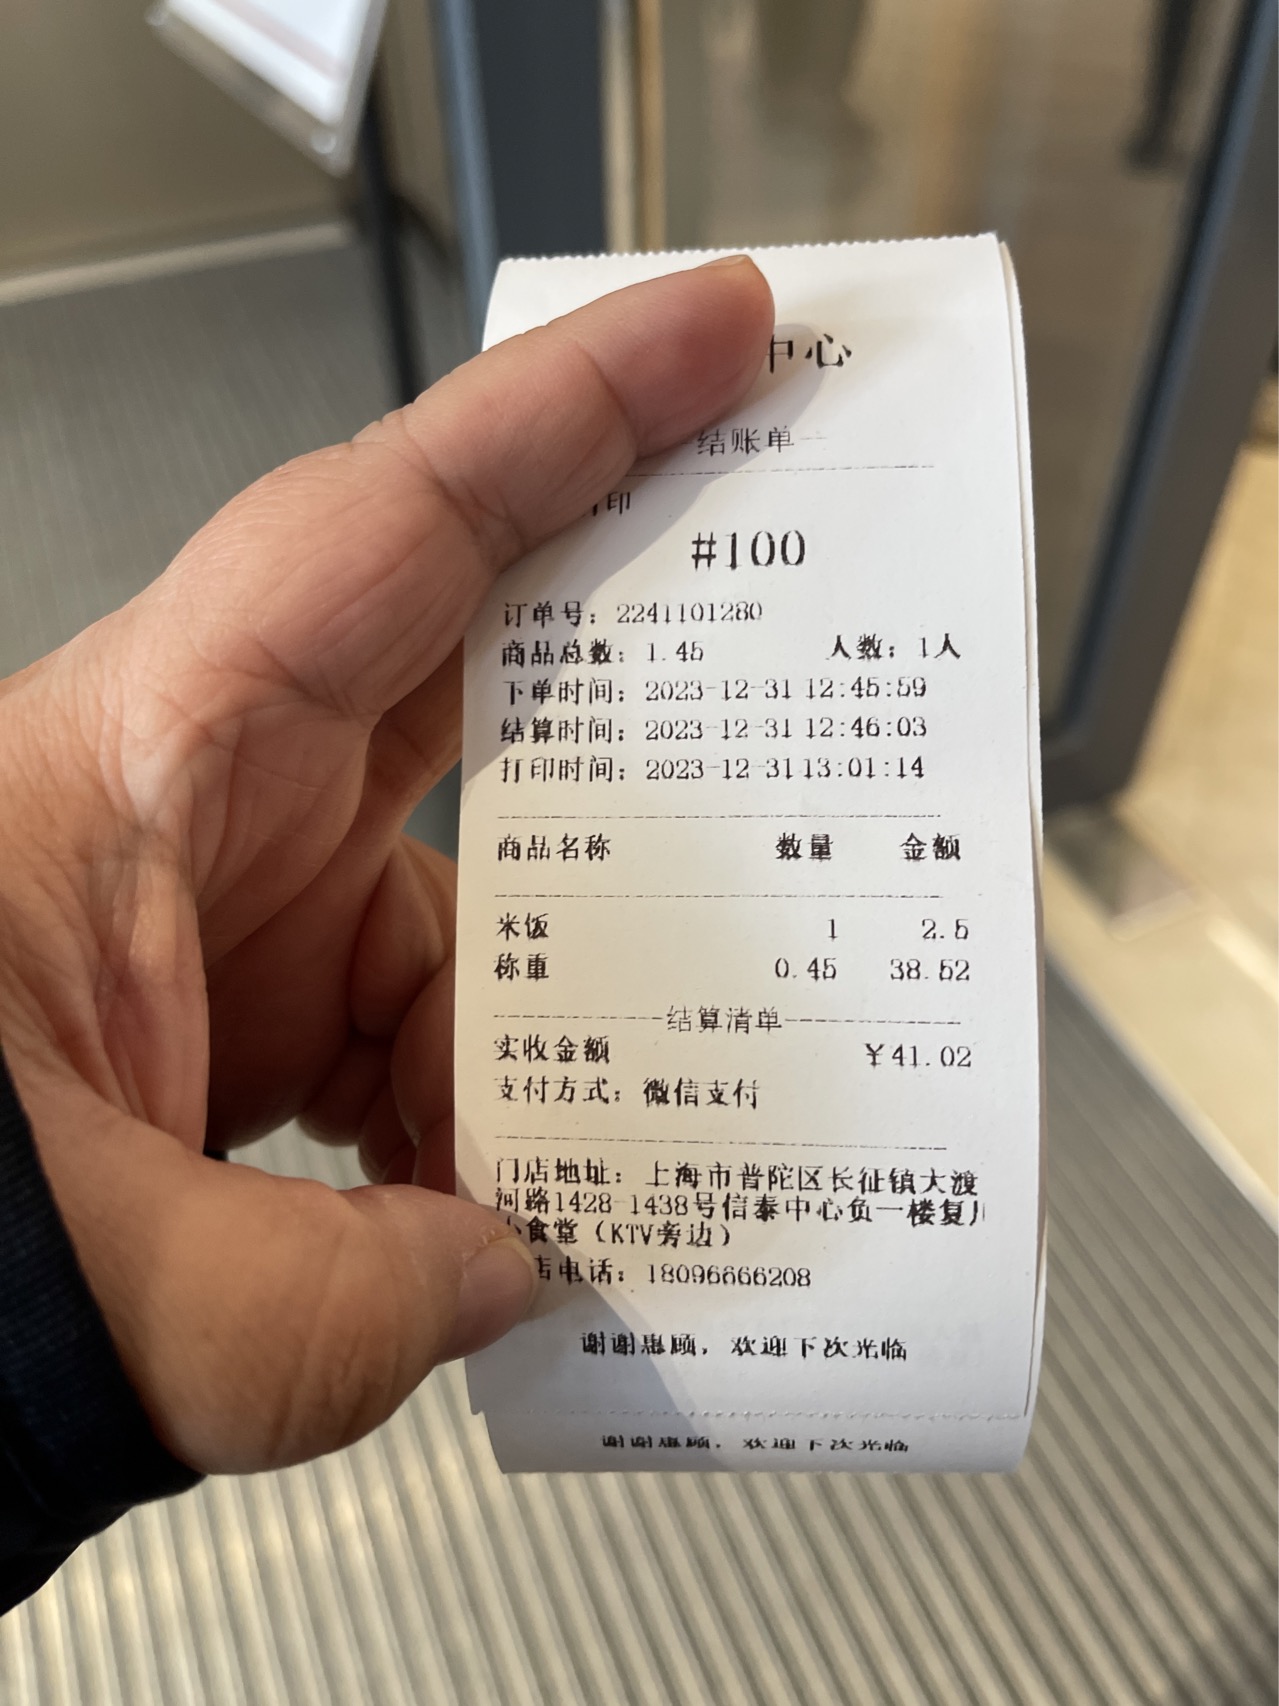 中心
结账单
印
#100
订单号：2241101280
商品总数：1.45 人数：1人
下单时间：2023-12-31 12:45:59
结算时间：2023-12-31 12:46:03
打印时间：2023-12-31 13:01:14
商品名称 数量 金额
米饭 1 2.5
称重 0.45 38.52
结算清单
实收金额 ￥41.02
支付方式：微信支付
门店地址：上海市普陀区长征镇大渡
河路1428-1438号信泰中心负一楼复
小食堂（KTV旁边）
店电话：18096666208
谢谢惠顾，欢迎下次光临
谢谢惠顾，欢迎下次光临